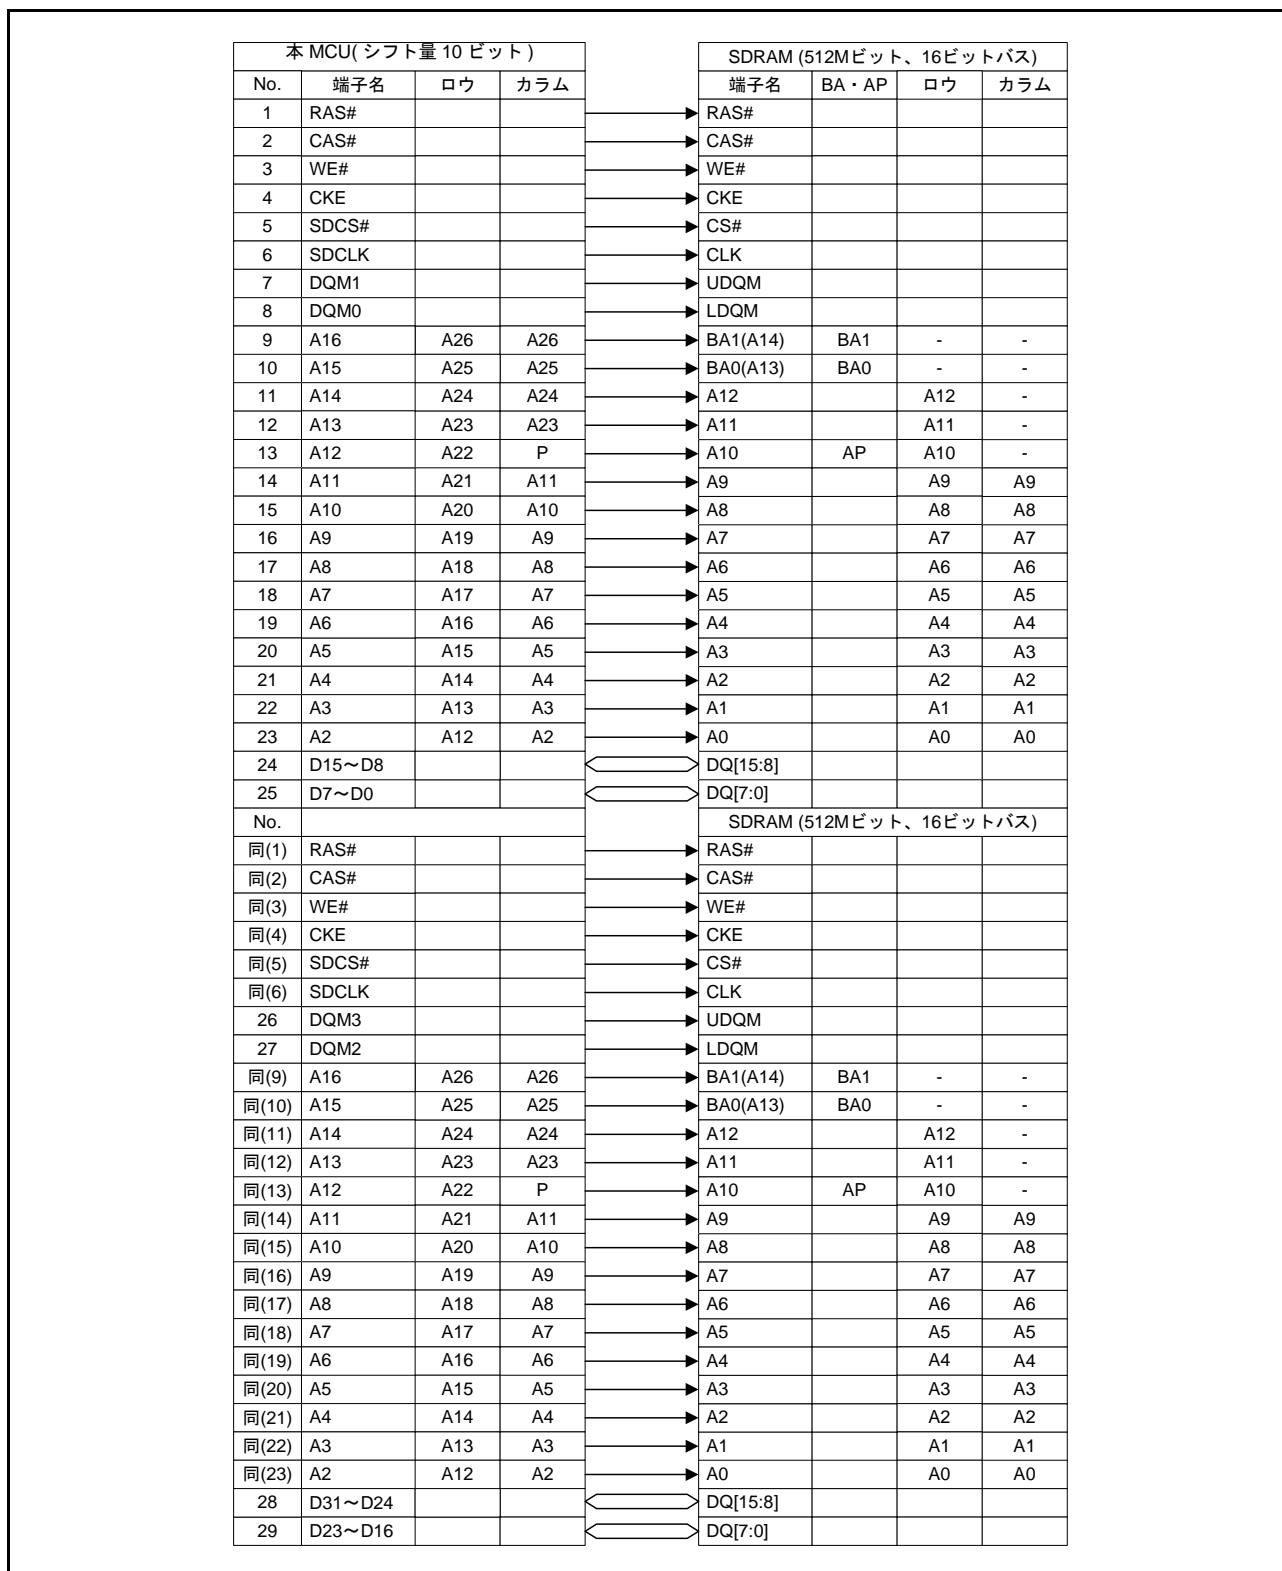 本 MCU( シフト量 10 ビット ) SDRAM (512Mビット、16ビットバス)
No. 端子名 ロウ カラム 端子名 BA・AP ロウ カラム
1 RAS# RAS#
2 CAS# CAS#
3 WE# WE#
4 CKE CKE
5 SDCS# CS#
6 SDCLK CLK
7 DQM1 UDQM
8 DQM0 LDQM
9 A16 A26 A26 BA1(A14) BA1 - -
10 A15 A25 A25 BA0(A13) BA0 - -
11 A14 A24 A24 A12 A12 -
12 A13 A23 A23 A11 A11 -
13 A12 A22 P A10 AP A10 -
14 A11 A21 A11 A9 A9 A9
15 A10 A20 A10 A8 A8 A8
16 A9 A19 A9 A7 A7 A7
17 A8 A18 A8 A6 A6 A6
18 A7 A17 A7 A5 A5 A5
19 A6 A16 A6 A4 A4 A4
20 A5 A15 A5 A3 A3 A3
21 A4 A14 A4 A2 A2 A2
22 A3 A13 A3 A1 A1 A1
23 A2 A12 A2 A0 A0 A0
24 D15～D8 DQ[15:8]
25 D7～D0 DQ[7:0]
No. SDRAM (512Mビット、16ビットバス)
同(1) RAS# RAS#
同(2) CAS# CAS#
同(3) WE# WE#
同(4) CKE CKE
同(5) SDCS# CS#
同(6) SDCLK CLK
26 DQM3 UDQM
27 DQM2 LDQM
同(9) A16 A26 A26 BA1(A14) BA1 - -
同(10) A15 A25 A25 BA0(A13) BA0 - -
同(11) A14 A24 A24 A12 A12 -
同(12) A13 A23 A23 A11 A11 -
同(13) A12 A22 P A10 AP A10 -
同(14) A11 A21 A11 A9 A9 A9
同(15) A10 A20 A10 A8 A8 A8
同(16) A9 A19 A9 A7 A7 A7
同(17) A8 A18 A8 A6 A6 A6
同(18) A7 A17 A7 A5 A5 A5
同(19) A6 A16 A6 A4 A4 A4
同(20) A5 A15 A5 A3 A3 A3
同(21) A4 A14 A4 A2 A2 A2
同(22) A3 A13 A3 A1 A1 A1
同(23) A2 A12 A2 A0 A0 A0
28 D31～D24 DQ[15:8]
29 D23～D16 DQ[7:0]